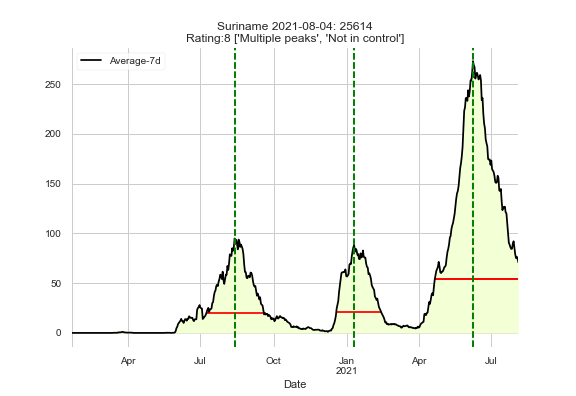 Suriname 2021-08-04: 25614
Rating:8 ['Multiple peaks', 'Not in control']
Average-7d
250
200
150
100
50
0
Apr
Jul
Oct
Jan
2021
Apr
Jul
Date